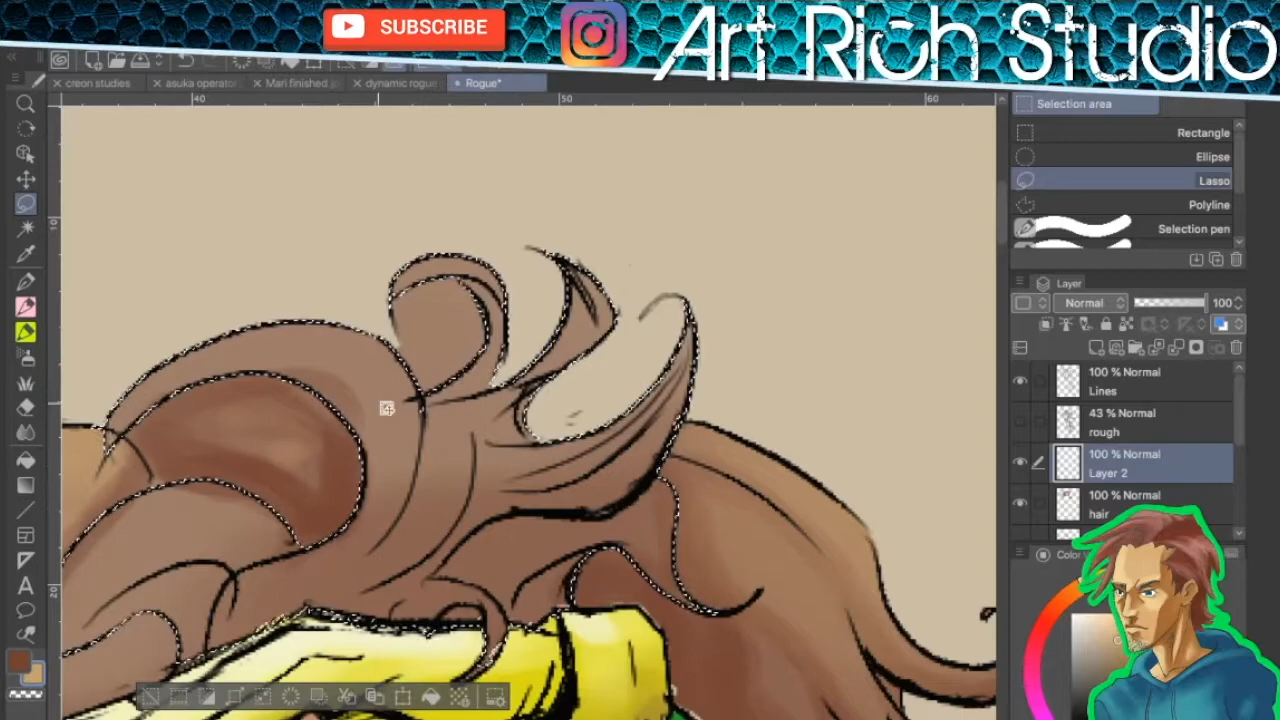 SUBSCRIBE
Art Rich Studio
creon studies
asuka operator
Mari finished
dynamic rogue
Rogue*
40
50
60
Selection area
Rectangle
Ellipse
Lasso
Polyline
Selection pen
Layer
Normal
100
100 % Normal
Lines
43 % Normal
rough
100 % Normal
Layer 2
100 % Normal
hair
Color